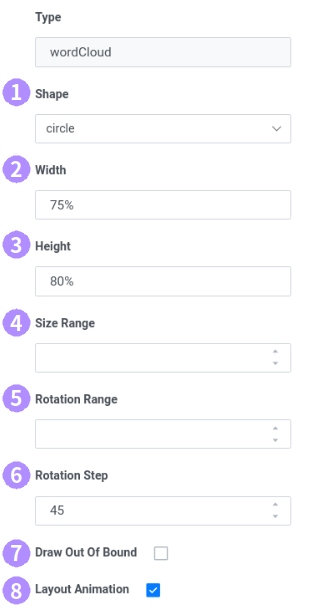 Type
wordCloud
1 Shape
circle
2 Width
75%
3 Height
80%
4 Size Range
5 Rotation Range
6 Rotation Step
45
7 Draw Out Of Bound
8 Layout Animation